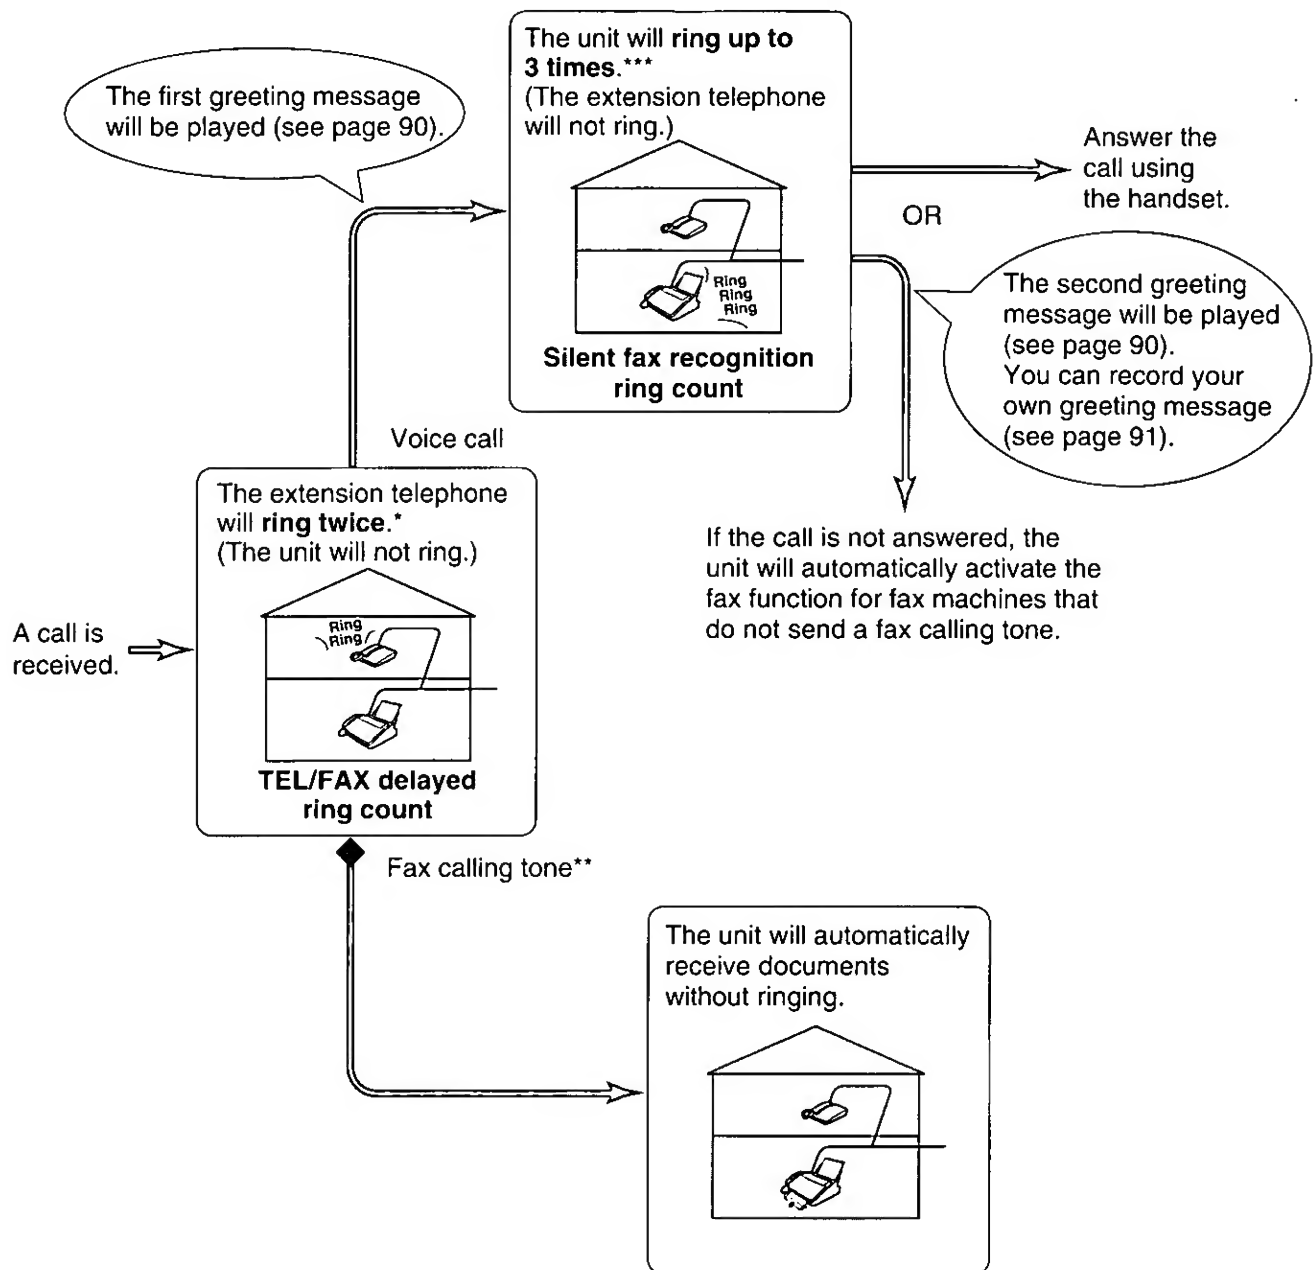 The unit will ring up to
3 times.***
(The extension telephone
will not ring.)
Ring
Ring
Ring
Silent fax recognition
ring count
The first greeting message
will be played (see page 90).
Answer the
call using
the handset.
OR
The second greeting
message will be played
(see page 90).
You can record your
own greeting message
(see page 91).
If the call is not answered, the
unit will automatically activate the
fax function for fax machines that
do not send a fax calling tone.
Voice call
The extension telephone
will ring twice.*
(The unit will not ring.)
Ring
Ring
TEL/FAX delayed
ring count
A call is
received.
Fax calling tone**
The unit will automatically
receive documents
without ringing.